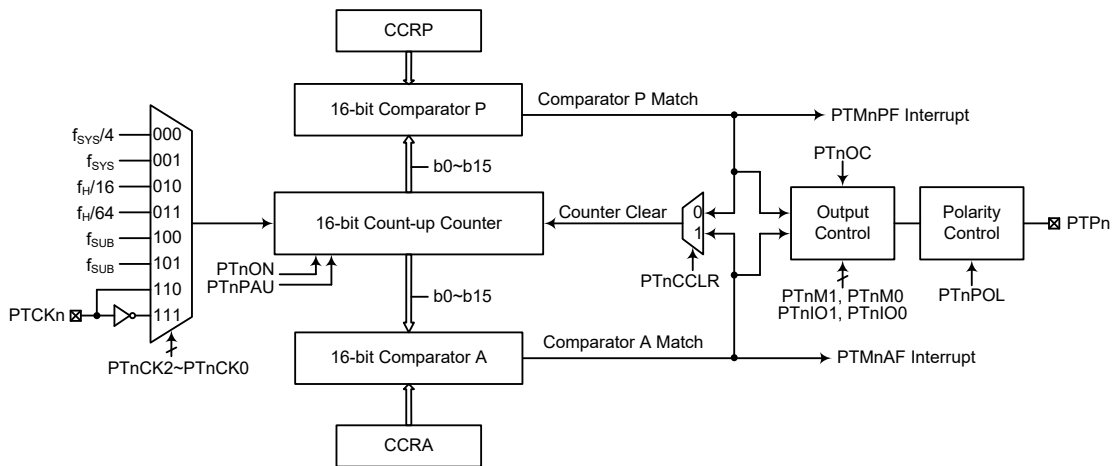 CCRP
16-bit Comparator P
Comparator P Match
PTMnPF Interrupt
fSYS/4
000
fSYS
001
fH/16
010
fH/64
011
fSUB
100
fSUB
101
110
PTCKn
111
PTnCK2~PTnCK0
b0~b15
16-bit Count-up Counter
Counter Clear
PTnON
PTnPAU
0
1
PTnCCLR
PTnOC
Output
Control
Polarity
Control
PTPn
PTnM1, PTnM0
PTnIO1, PTnIO0
PTnPOL
b0~b15
16-bit Comparator A
Comparator A Match
PTMnAF Interrupt
CCRA